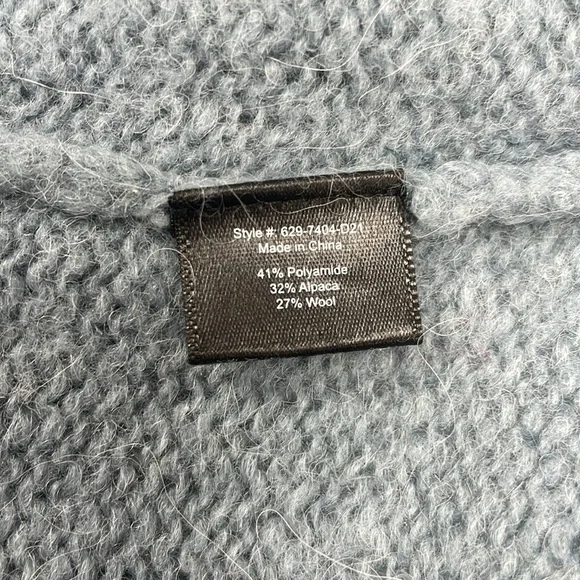 Style #: 629-7404-D21
Made in China
41% Polyamide
32% Alpaca
27% Wool